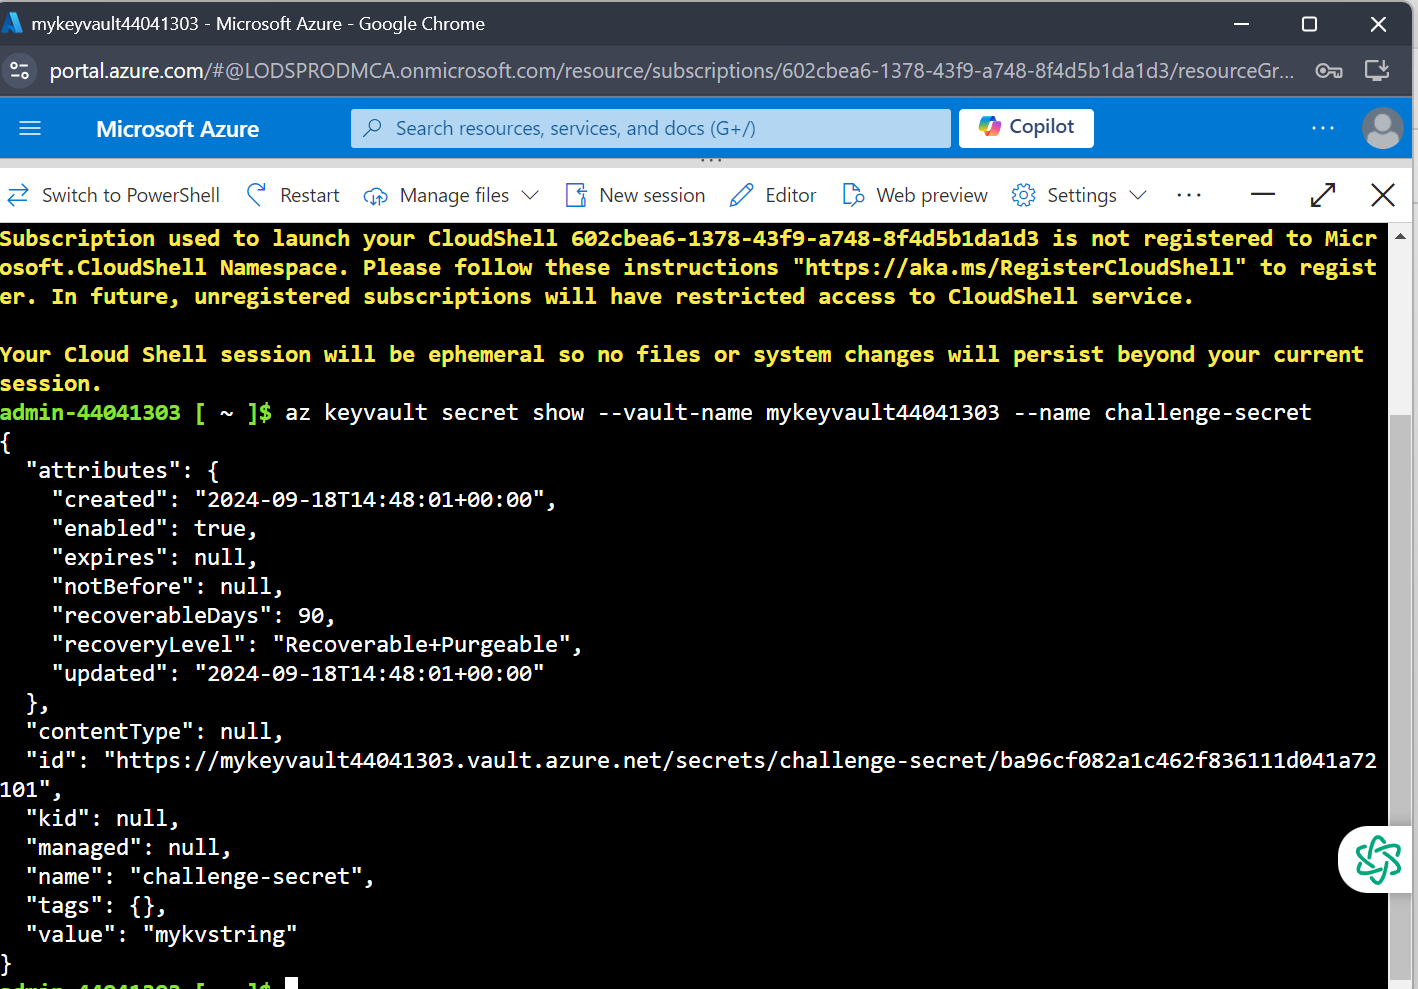 mykeyvault44041303 - Microsoft Azure - Google Chrome
portal.azure.com/#@LODSPRODMCA.onmicrosoft.com/resource/subscriptions/602cbea6-1378-43f9-a748-8f4d5b1da1d3/resourceGr...
Microsoft Azure Search resources, services, and docs (G+/) Copilot ...
Switch to PowerShell Restart Manage files New session Editor Web preview Settings ...
Subscription used to launch your CloudShell 602cbea6-1378-43f9-a748-8f4d5b1da1d3 is not registered to Micr
osoft.CloudShell Namespace. Please follow these instructions "https://aka.ms/RegisterCloudShell" to regist
er. In future, unregistered subscriptions will have restricted access to CloudShell service.
Your Cloud Shell session will be ephemeral so no files or system changes will persist beyond your current
session.
admin-44041303 [ ~ ]$ az keyvault secret show --vault-name mykeyvault44041303 --name challenge-secret
{
  "attributes": {
    "created": "2024-09-18T14:48:01+00:00",
    "enabled": true,
    "expires": null,
    "notBefore": null,
    "recoverableDays": 90,
    "recoveryLevel": "Recoverable+Purgeable",
    "updated": "2024-09-18T14:48:01+00:00"
  },
  "contentType": null,
  "id": "https://mykeyvault44041303.vault.azure.net/secrets/challenge-secret/ba96cf082a1c462f836111d041a72
101",
  "kid": null,
  "managed": null,
  "name": "challenge-secret",
  "tags": {},
  "value": "mykvstring"
}
admin-44041303 [ ~ ]$